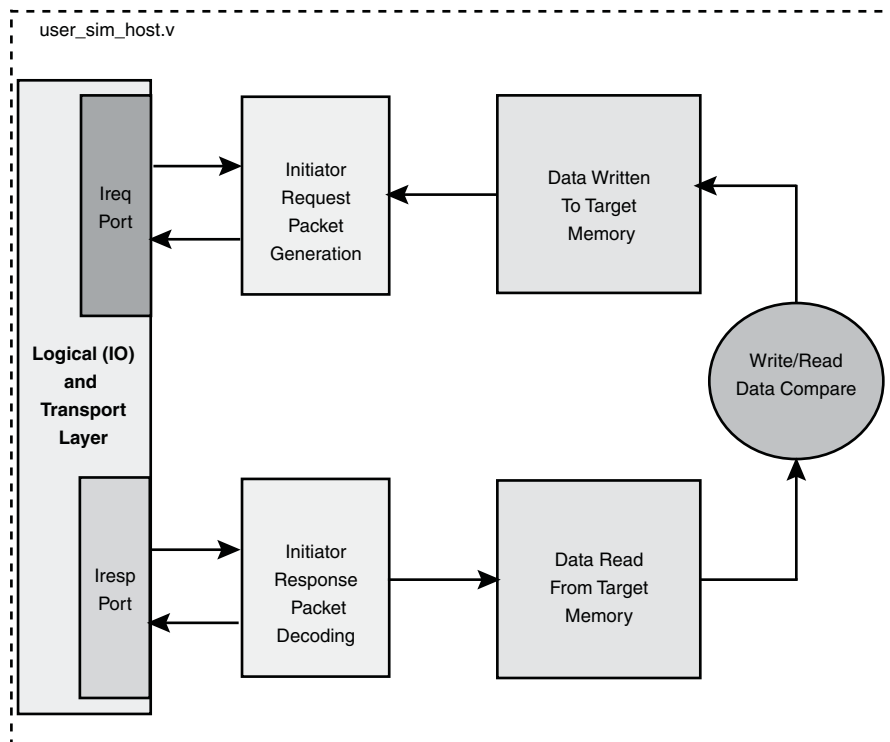 user_sim_host.v
Ireq
Port
Initiator
Request
Packet
Generation
Data Written
To Target
Memory
Logical (IO)
and
Transport
Layer
Write/Read
Data Compare
Iresp
Port
Initiator
Response
Packet
Decoding
Data Read
From Target
Memory